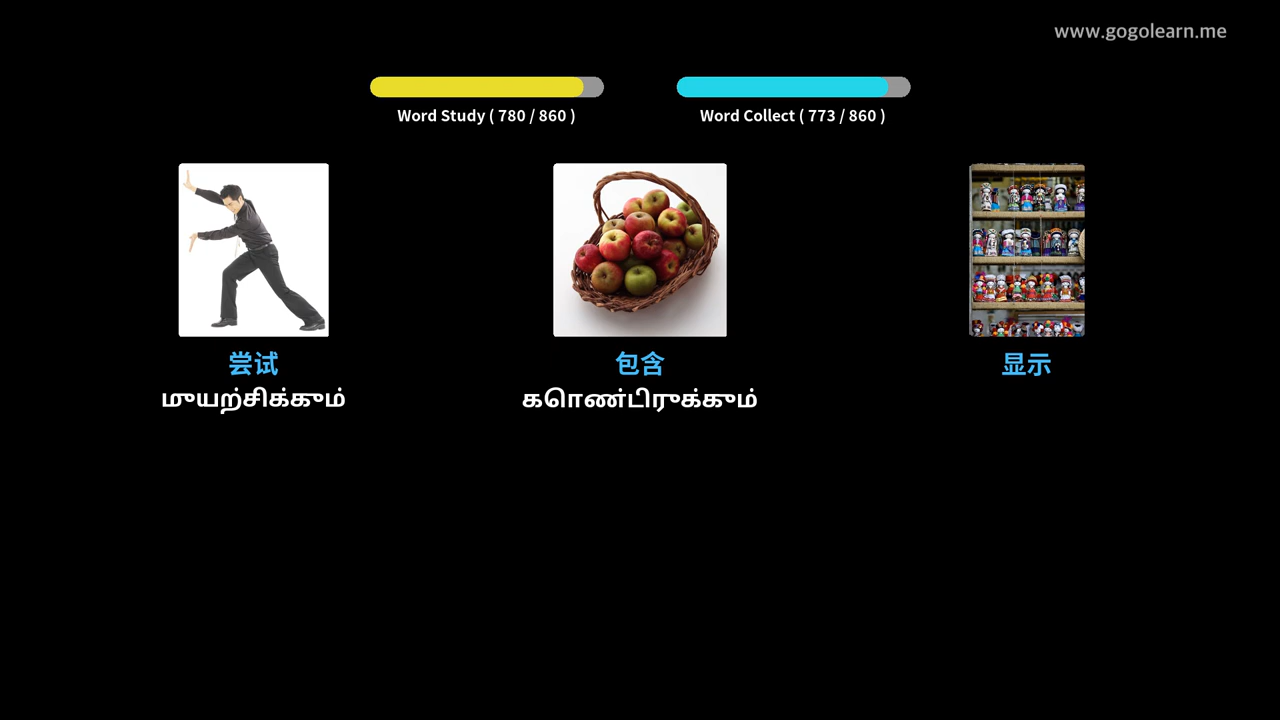 www.gogolearn.me
Word Study ( 780 / 860 )
Word Collect ( 773 / 860 )
尝试
包含
显示
முயற்சிக்கும்
கொண்டிருக்கும்